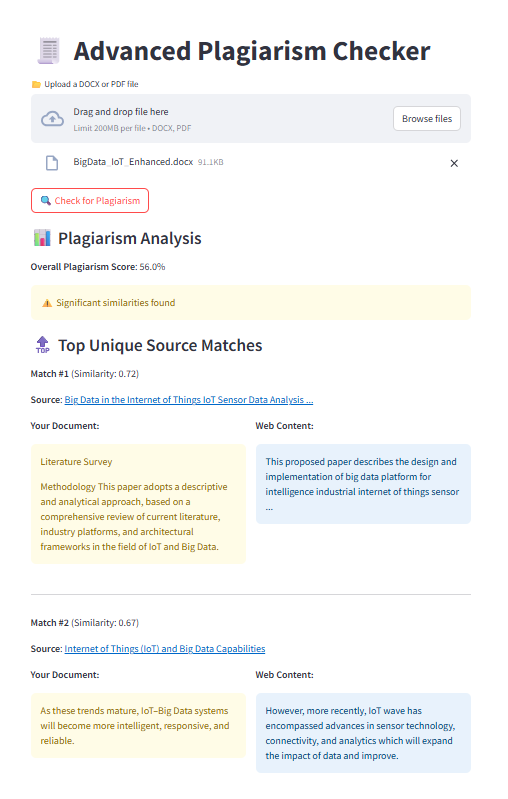 Advanced Plagiarism Checker
Upload a DOCX or PDF file
Drag and drop file here
Limit 200MB per file • DOCX, PDF
Browse files
BigData_IoT_Enhanced.docx 91.1KB
Check for Plagiarism
Plagiarism Analysis
Overall Plagiarism Score: 56.0%
Significant similarities found
TOP
Top Unique Source Matches
Match #1 (Similarity: 0.72)
Source: Big Data in the Internet of Things IoT Sensor Data Analysis ...
Your Document:
Literature Survey
Methodology This paper adopts a descriptive
and analytical approach, based on a
comprehensive review of current literature,
industry platforms, and architectural
frameworks in the field of IoT and Big Data.
Web Content:
This proposed paper describes the design and
implementation of big data platform for
intelligence industrial internet of things sensor
...
Match #2 (Similarity: 0.67)
Source: Internet of Things (IoT) and Big Data Capabilities
Your Document:
As these trends mature, IoT–Big Data systems
will become more intelligent, responsive, and
reliable.
Web Content:
However, more recently, IoT wave has
encompassed advances in sensor technology,
connectivity, and analytics which will expand
the impact of data and improve.